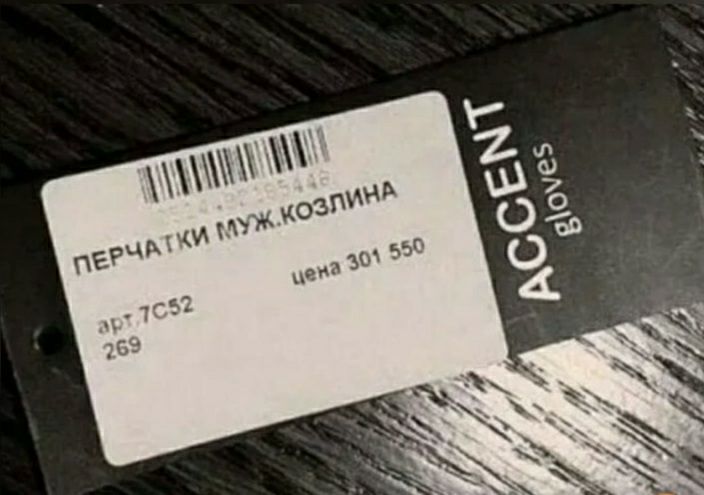 ПЕРЧАТКИ МУЖ.КОЗЛИНА
цена 301 550
арт.7С52
269
ACCENT
gloves